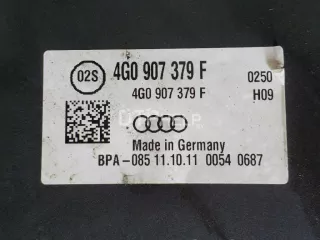 02S
4G0 907 379 F
4G0 907 379 F
0250
H09
Made in Germany
BPA-085 11.10.11 0054 0687